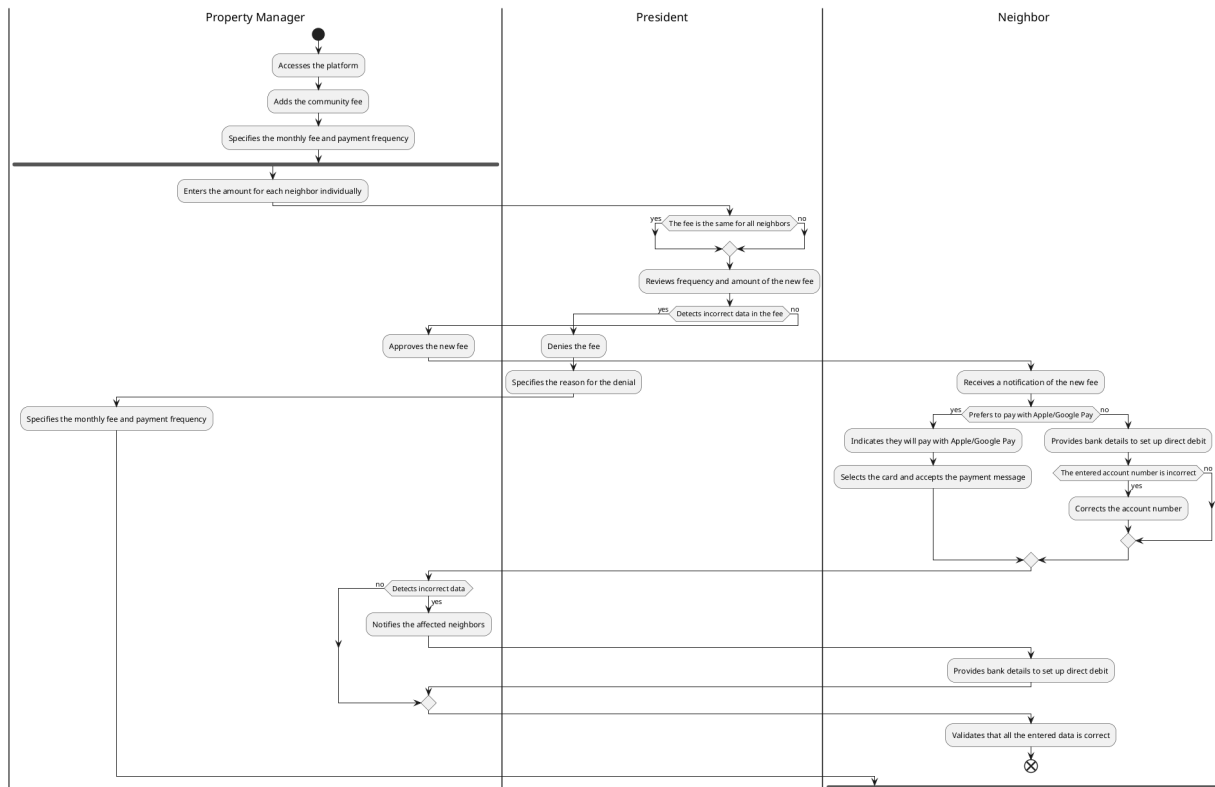 Property Manager
President
Neighbor
Accesses the platform
Adds the community fee
Specifies the monthly fee and payment frequency
Enters the amount for each neighbor individually
yes
The fee is the same for all neighbors
no
Reviews frequency and amount of the new fee
yes
Detects incorrect data in the fee
no
Approves the new fee
Denies the fee
Specifies the reason for the denial
Receives a notification of the new fee
Specifies the monthly fee and payment frequency
yes
Prefers to pay with Apple/Google Pay
no
Indicates they will pay with Apple/Google Pay
Provides bank details to set up direct debit
Selects the card and accepts the payment message
The entered account number is incorrect
no
yes
Corrects the account number
no
Detects incorrect data
yes
Notifies the affected neighbors
Provides bank details to set up direct debit
Validates that all the entered data is correct